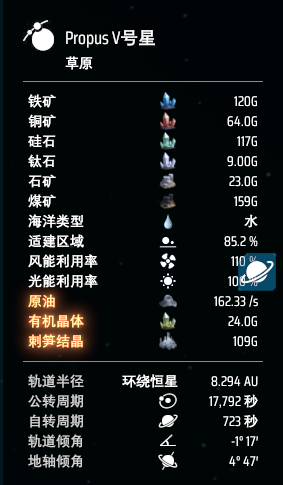 Propus V号星
草原
铁矿 120G
铜矿 64.0G
硅石 117G
钛石 9.00G
石矿 23.0G
煤矿 159G
海洋类型 水
适建区域 85.2 %
风能利用率 110 %
光能利用率 %
原油 162.33 /s
有机晶体 24.0G
刺笋结晶 109G
轨道半径 环绕恒星 8.294 AU
公转周期 17,792 秒
自转周期 723 秒
轨道倾角 -1° 17'
地轴倾角 4° 47'